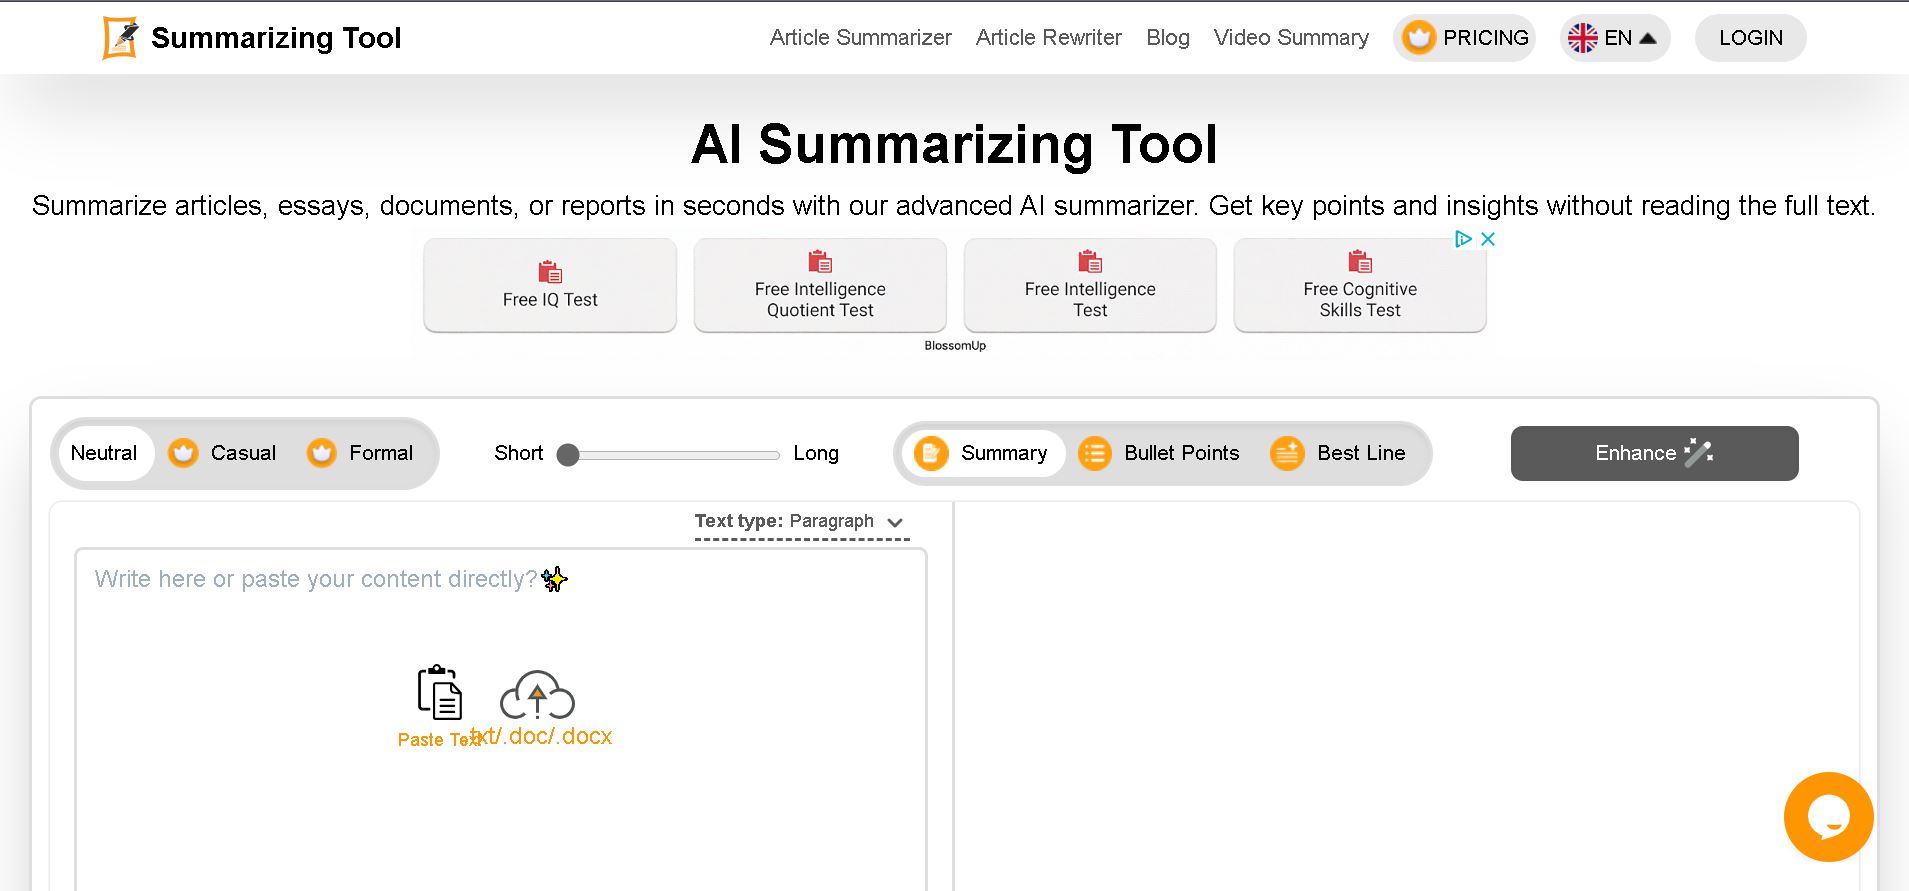 Summarizing Tool
Article Summarizer
Article Rewriter
Blog
Video Summary
PRICING
EN
LOGIN
AI Summarizing Tool
Summarize articles, essays, documents, or reports in seconds with our advanced AI summarizer. Get key points and insights without reading the full text.
Free IQ Test
Free Intelligence
Quotient Test
Free Intelligence
Test
Free Cognitive
Skills Test
BlossomUp
Neutral
Casual
Formal
Short
Long
Summary
Bullet Points
Best Line
Enhance
Text type: Paragraph
Write here or paste your content directly?✨
Paste Text
.txt/.doc/.docx